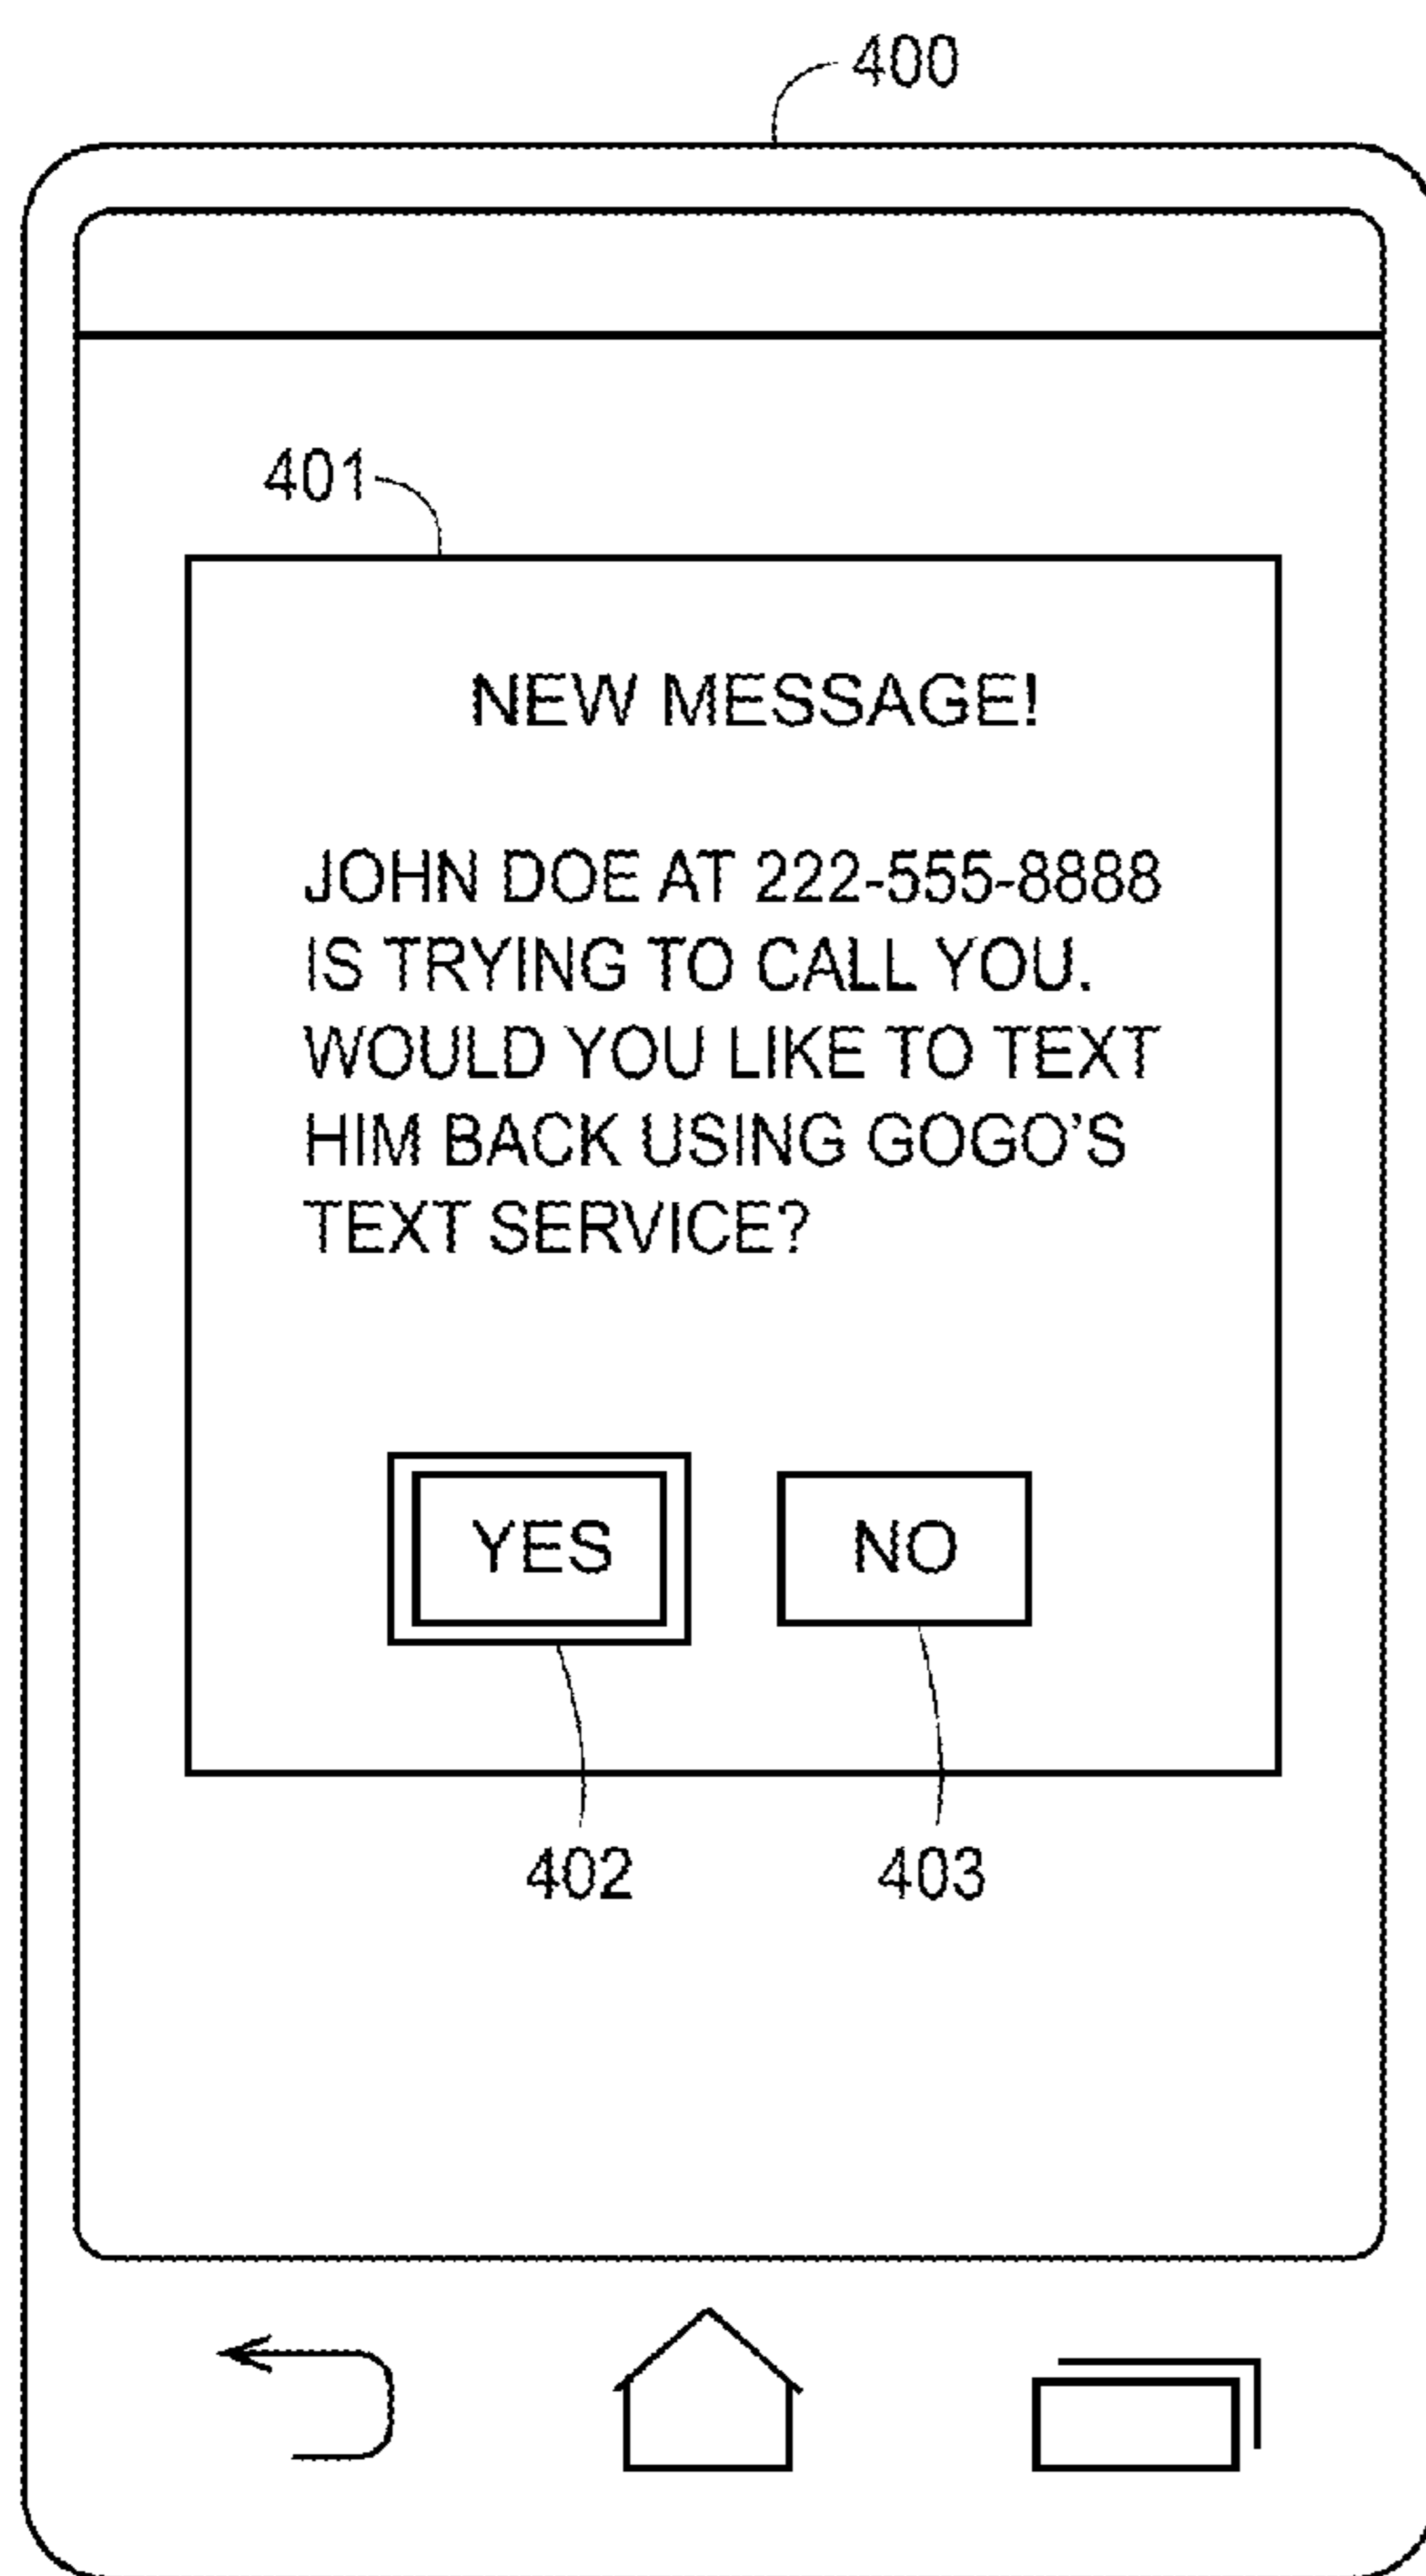 400
401
NEW MESSAGE!
JOHN DOE AT 222-555-8888
IS TRYING TO CALL YOU.
WOULD YOU LIKE TO TEXT
HIM BACK USING GOGO'S
TEXT SERVICE?
YES NO
402 403